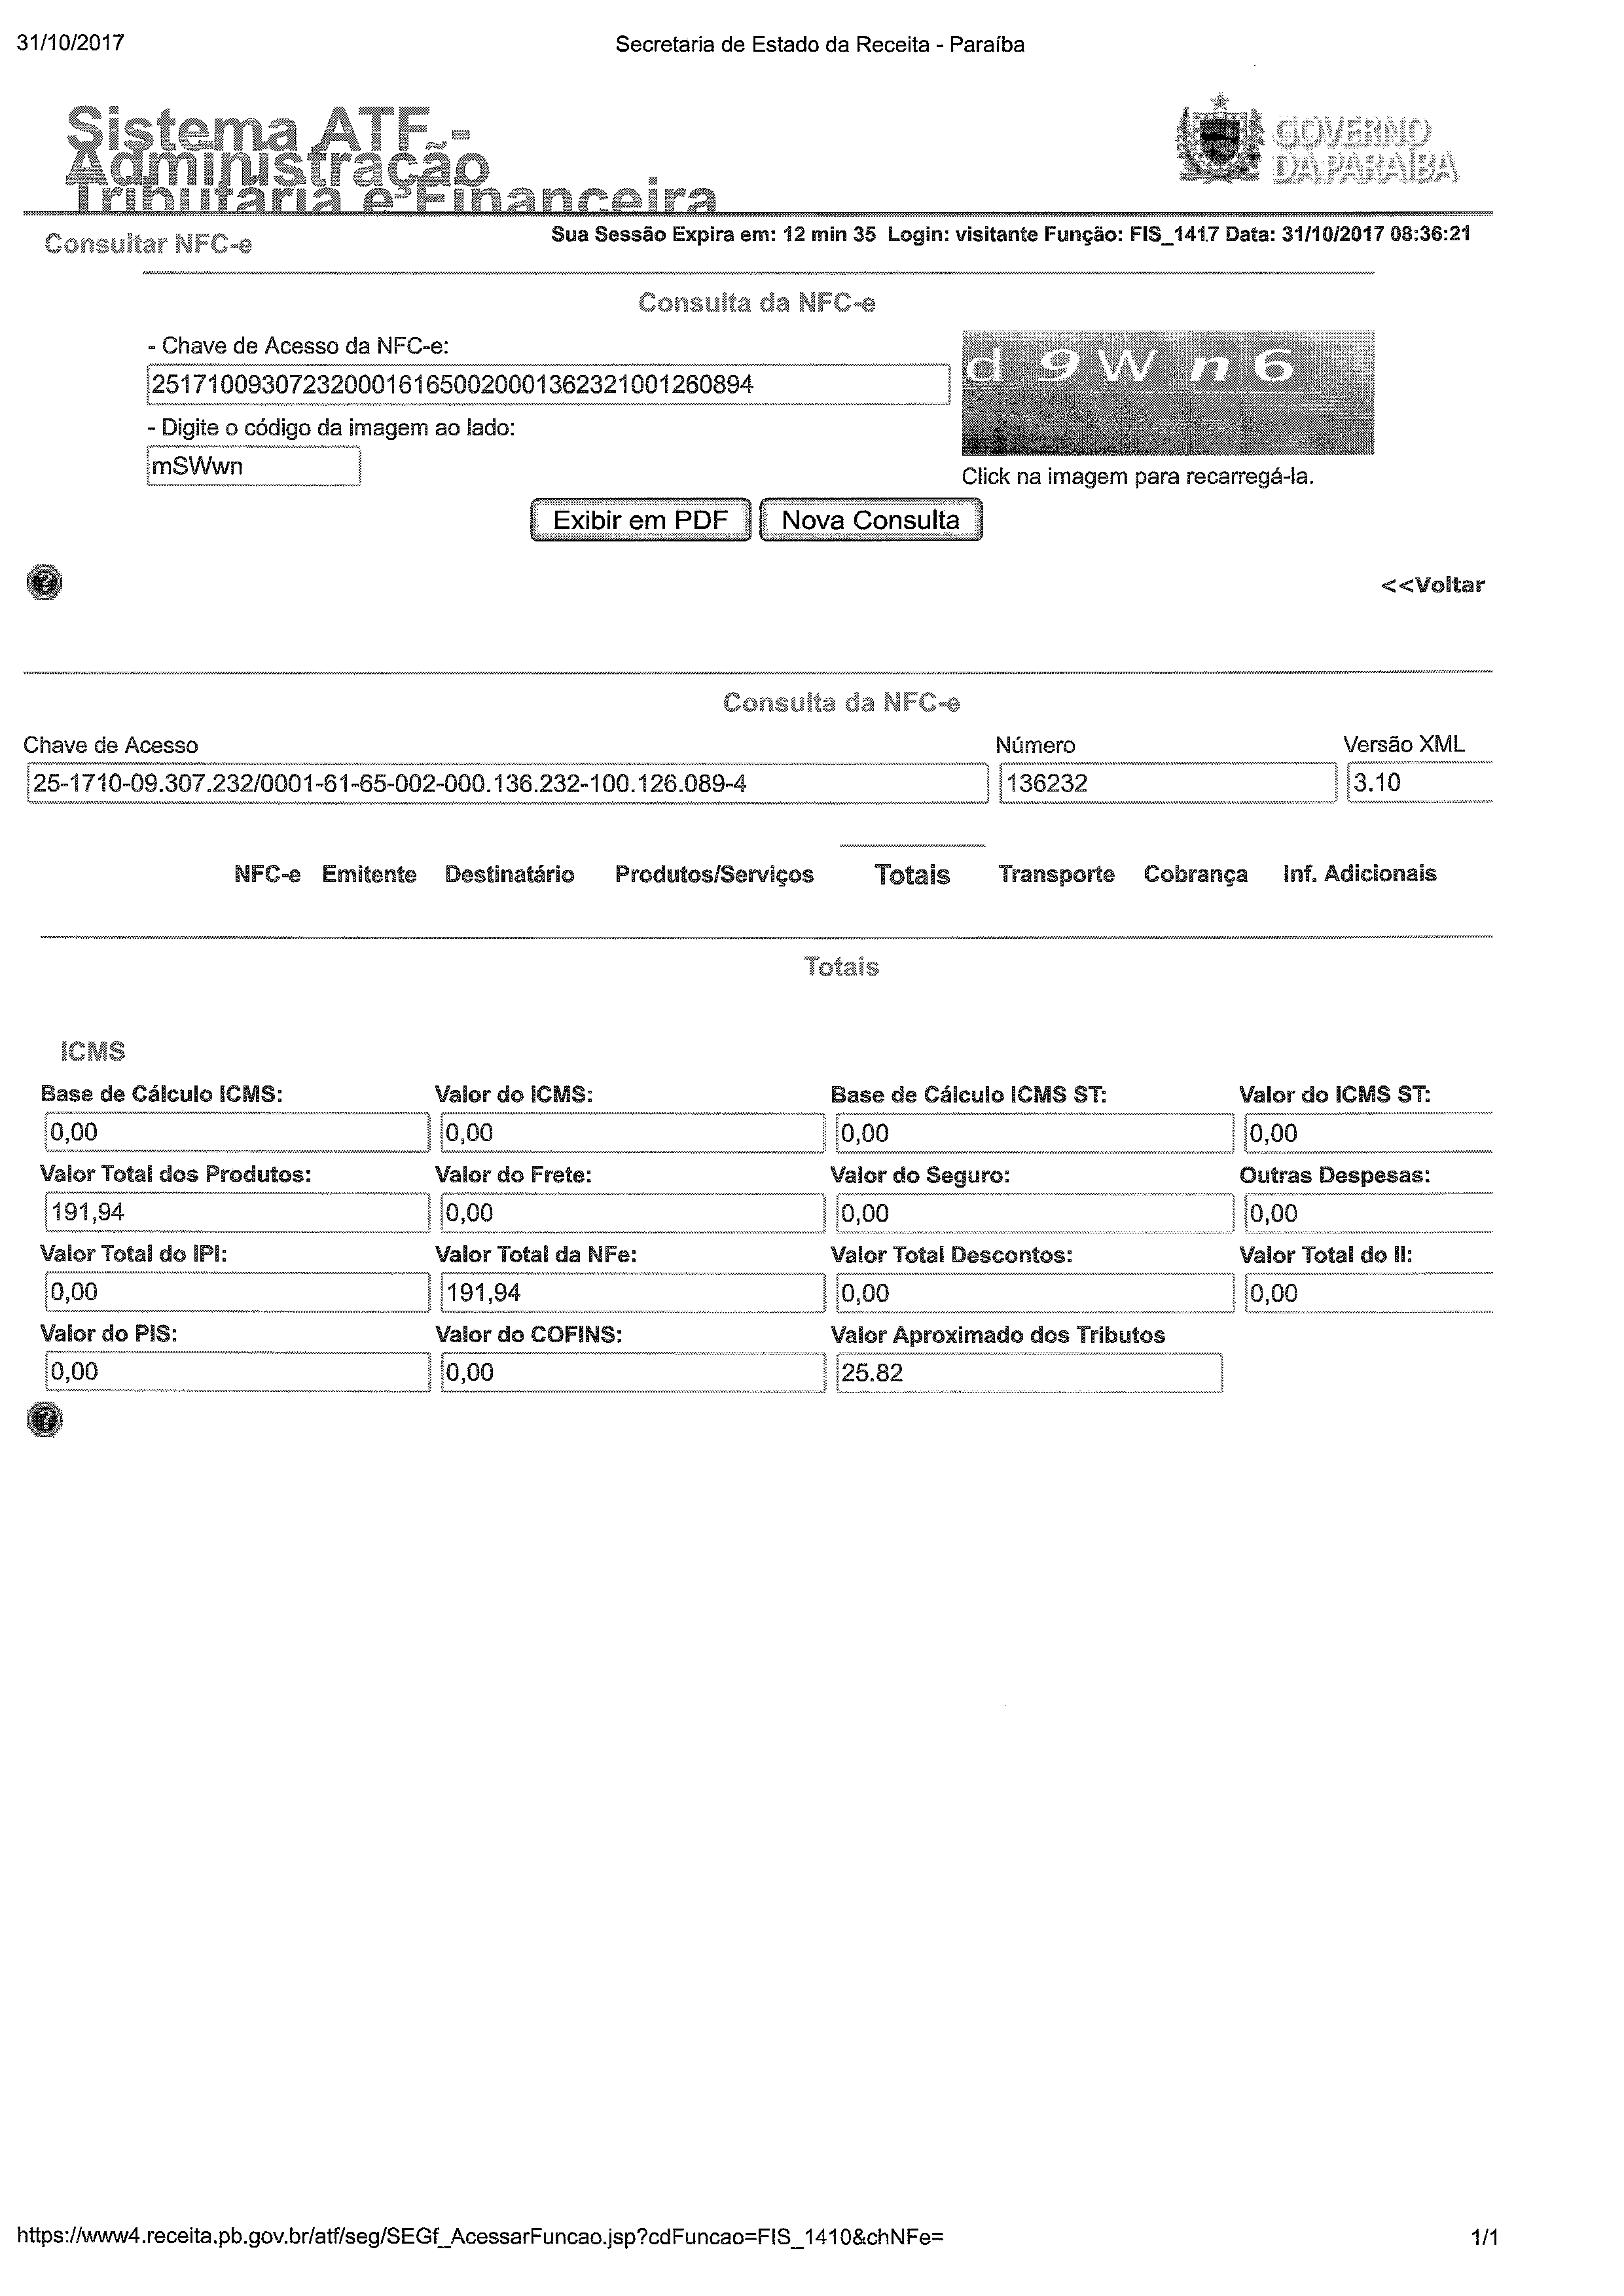 31/10/2017 Secretaria de Estado da Receita - Paraíba
Sistema ATF -
Administração
Tributária e Financeira
GOVERNO
DA PARAÍBA
Consultar NFC-e
Sua Sessão Expira em: 12 min 35 Login: visitante Função: FIS_1417 Data: 31/10/2017 08:36:21
Consulta da NFC-e
- Chave de Acesso da NFC-e:
25171009307232000161650020001362321001260894
d 9 W n 6
- Digite o código da imagem ao lado:
mSWwn
Click na imagem para recarregá-la.
Exibir em PDF Nova Consulta
<<Voltar
Consulta da NFC-e
Chave de Acesso Número Versão XML
25-1710-09.307.232/0001-61-65-002-000.136.232-100.126.089-4 136232 3.10
NFC-e Emitente Destinatário Produtos/Serviços Totais Transporte Cobrança Inf. Adicionais
Totais
ICMS
Base de Cálculo ICMS: Valor do ICMS: Base de Cálculo ICMS ST: Valor do ICMS ST:
0,00 0,00 0,00 0,00
Valor Total dos Produtos: Valor do Frete: Valor do Seguro: Outras Despesas:
191,94 0,00 0,00 0,00
Valor Total do IPI: Valor Total da NFe: Valor Total Descontos: Valor Total do II:
0,00 191,94 0,00 0,00
Valor do PIS: Valor do COFINS: Valor Aproximado dos Tributos
0,00 0,00 25.82
https://www4.receita.pb.gov.br/atf/seg/SEGf_AcessarFuncao.jsp?cdFuncao=FIS_1410&chNFe= 1/1